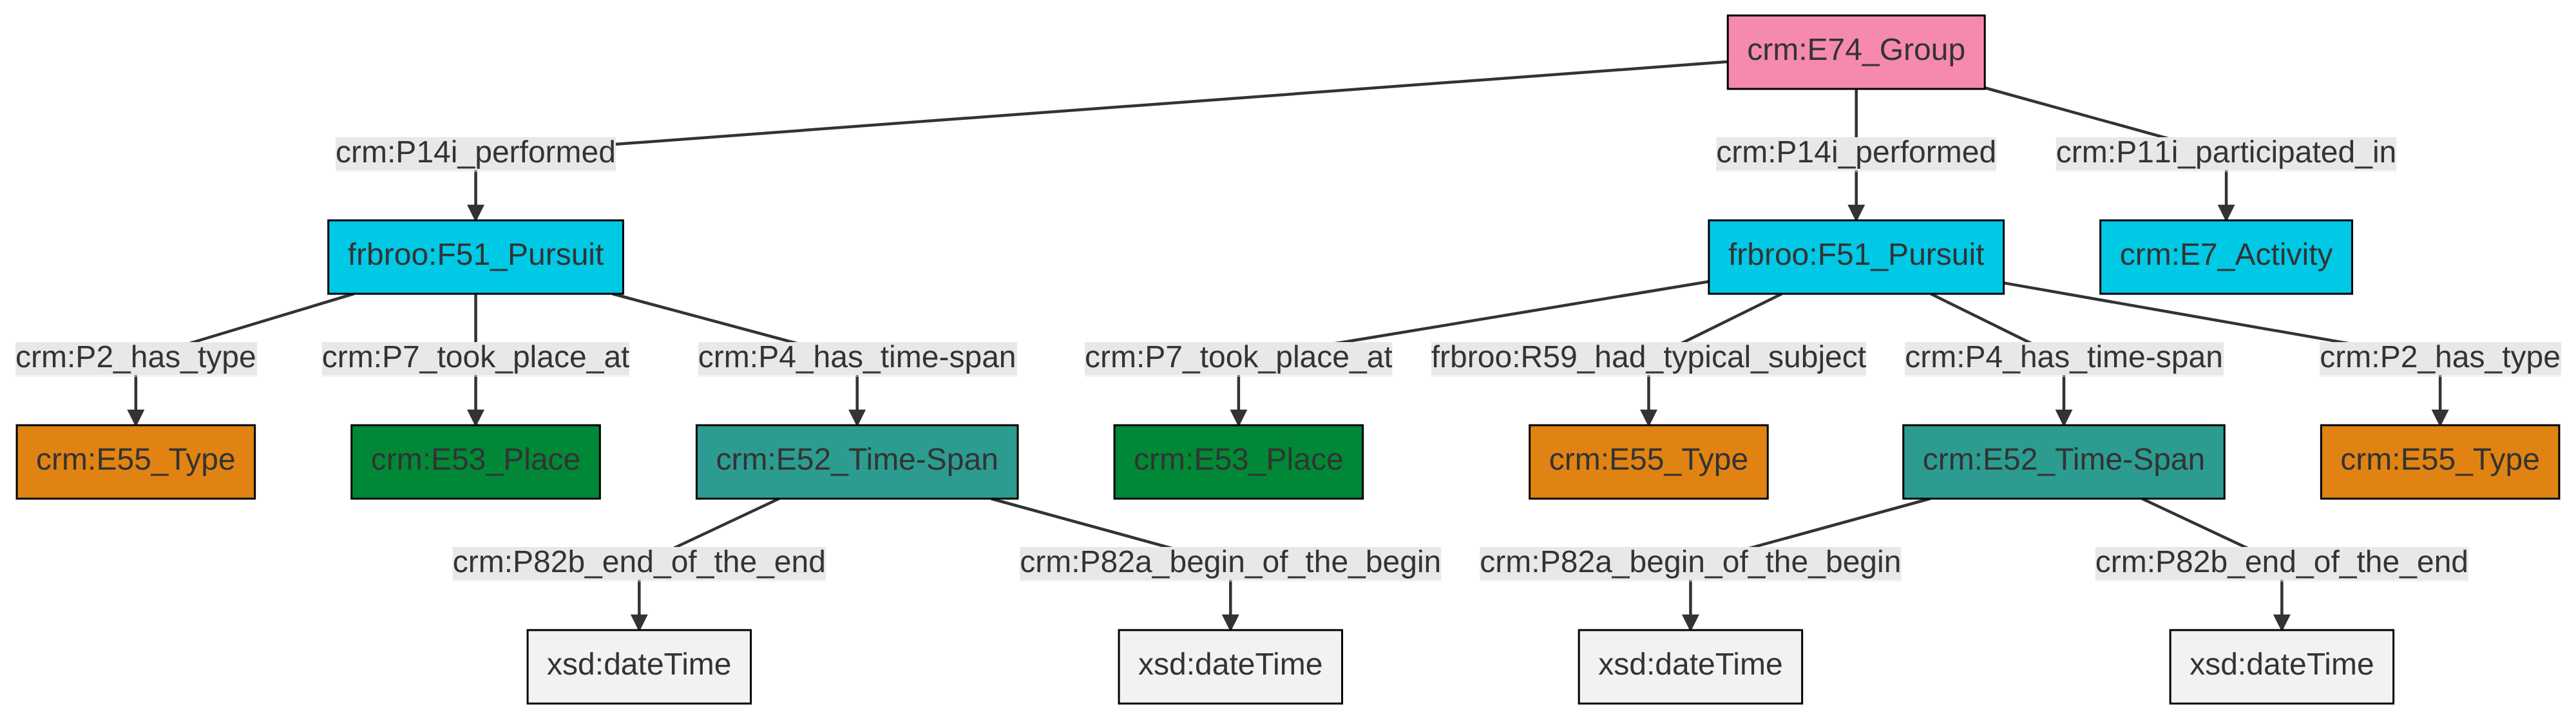 crm:E74_Group
crm:P14i_performed
crm:P14i_performed
crm:P11i_participated_in
frbroo:F51_Pursuit
frbroo:F51_Pursuit
crm:E7_Activity
crm:P2_has_type
crm:P7_took_place_at
crm:P4_has_time-span
crm:P7_took_place_at
frbroo:R59_had_typical_subject
crm:P4_has_time-span
crm:P2_has_type
crm:E55_Type
crm:E53_Place
crm:E52_Time-Span
crm:E53_Place
crm:E55_Type
crm:E52_Time-Span
crm:E55_Type
crm:P82b_end_of_the_end
crm:P82a_begin_of_the_begin
crm:P82a_begin_of_the_begin
crm:P82b_end_of_the_end
xsd:dateTime
xsd:dateTime
xsd:dateTime
xsd:dateTime